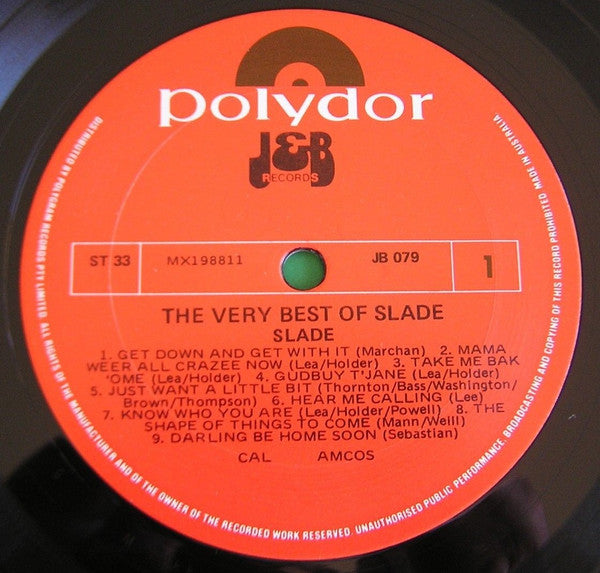 polydor
J&B
RECORDS
ST 33
MX198811
JB 079
1
THE VERY BEST OF SLADE
SLADE
1. GET DOWN AND GET WITH IT (Marchan) 2. MAMA
WEER ALL CRAZEE NOW (Lea/Holder) 3. TAKE ME BAK
'OME (Lea/Holder) 4. GUDBUY T'JANE (Lea/Holder)
5. JUST WANT A LITTLE BIT (Thornton/Bass/Washington/
Brown/Thompson) 6. HEAR ME CALLING (Lee)
7. KNOW WHO YOU ARE (Lea/Holder/Powell) 8. THE
SHAPE OF THINGS TO COME (Mann/Weill)
9. DARLING BE HOME SOON (Sebastian)
CAL AMCOS
DISTRIBUTED BY POLYGRAM RECORDS PTY LIMITED. ALL RIGHTS OF THE MANUFACTURER AND OF THE OWNER OF THE RECORDED WORK RESERVED. UNAUTHORISED PUBLIC PERFORMANCE, BROADCASTING AND COPYING OF THIS RECORD PROHIBITED. MADE IN AUSTRALIA